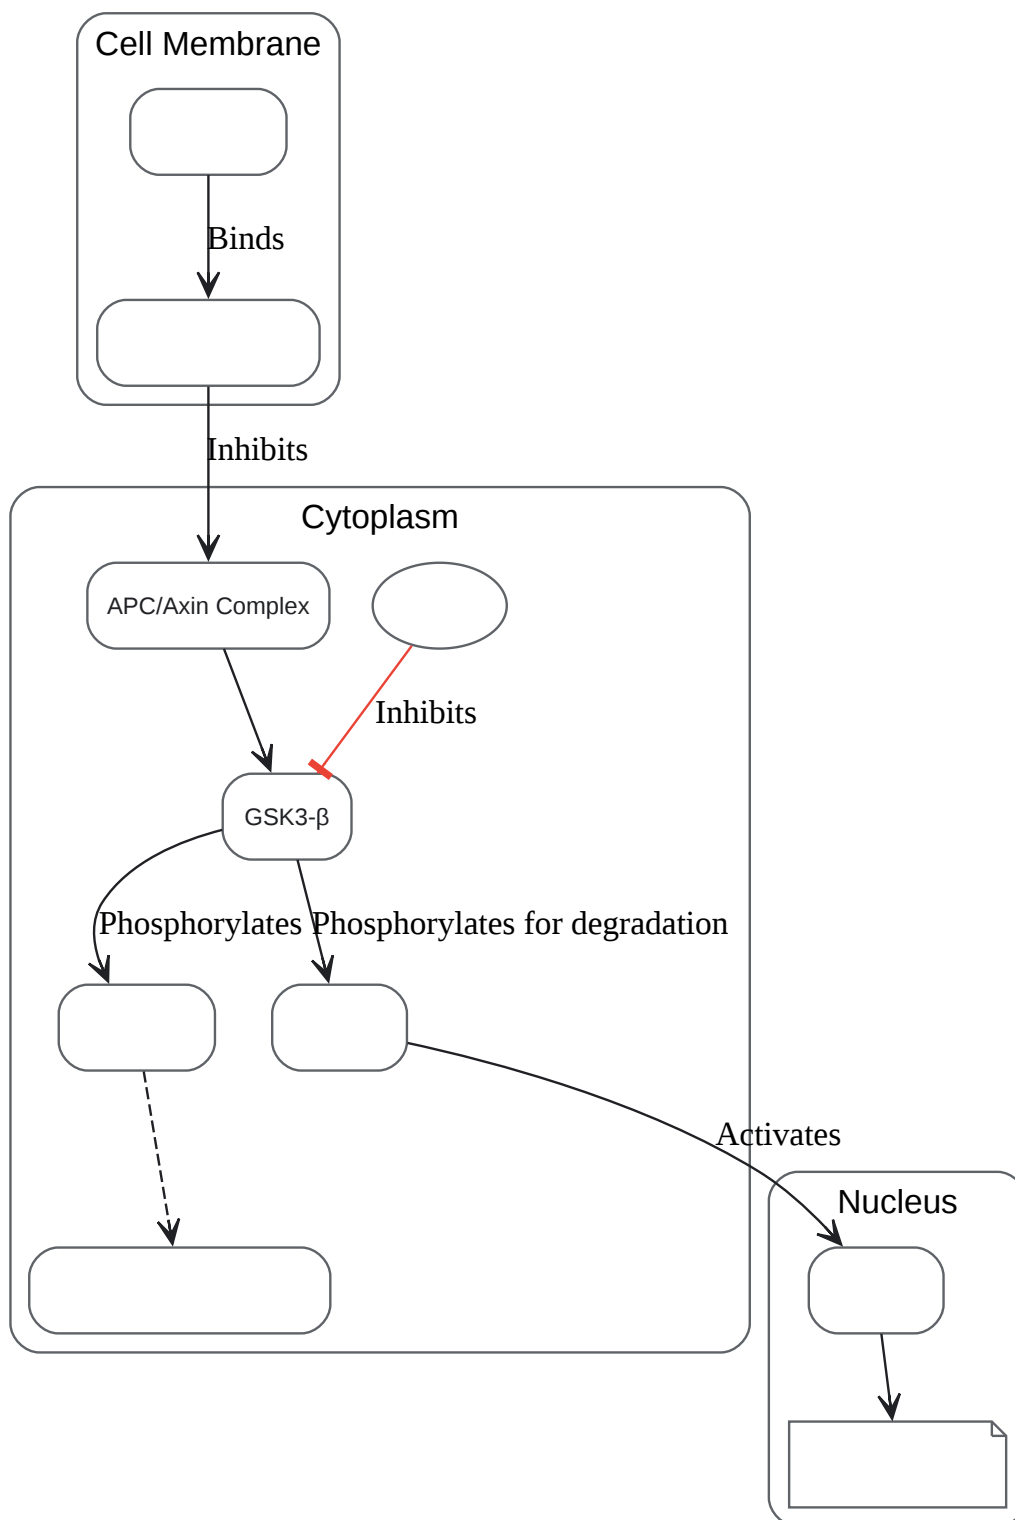 Cell Membrane
Binds
Inhibits
Cytoplasm
APC/Axin Complex
Inhibits
GSK3-β
Phosphorylates
Phosphorylates for degradation
Activates
Nucleus